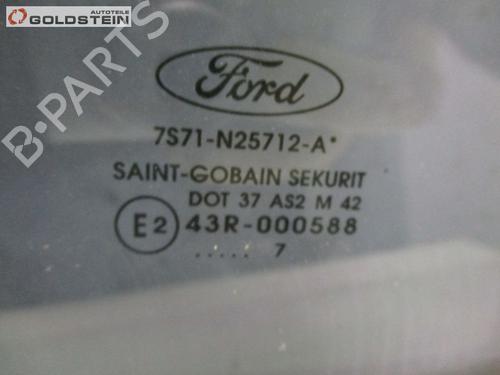 AUTOTEILE
GOLDSTEIN
B-PARTS
Ford
7S71-N25712-A*
SAINT-GOBAIN SEKURIT
DOT 37 AS2 M 42
E2 43R-000588
..... 7